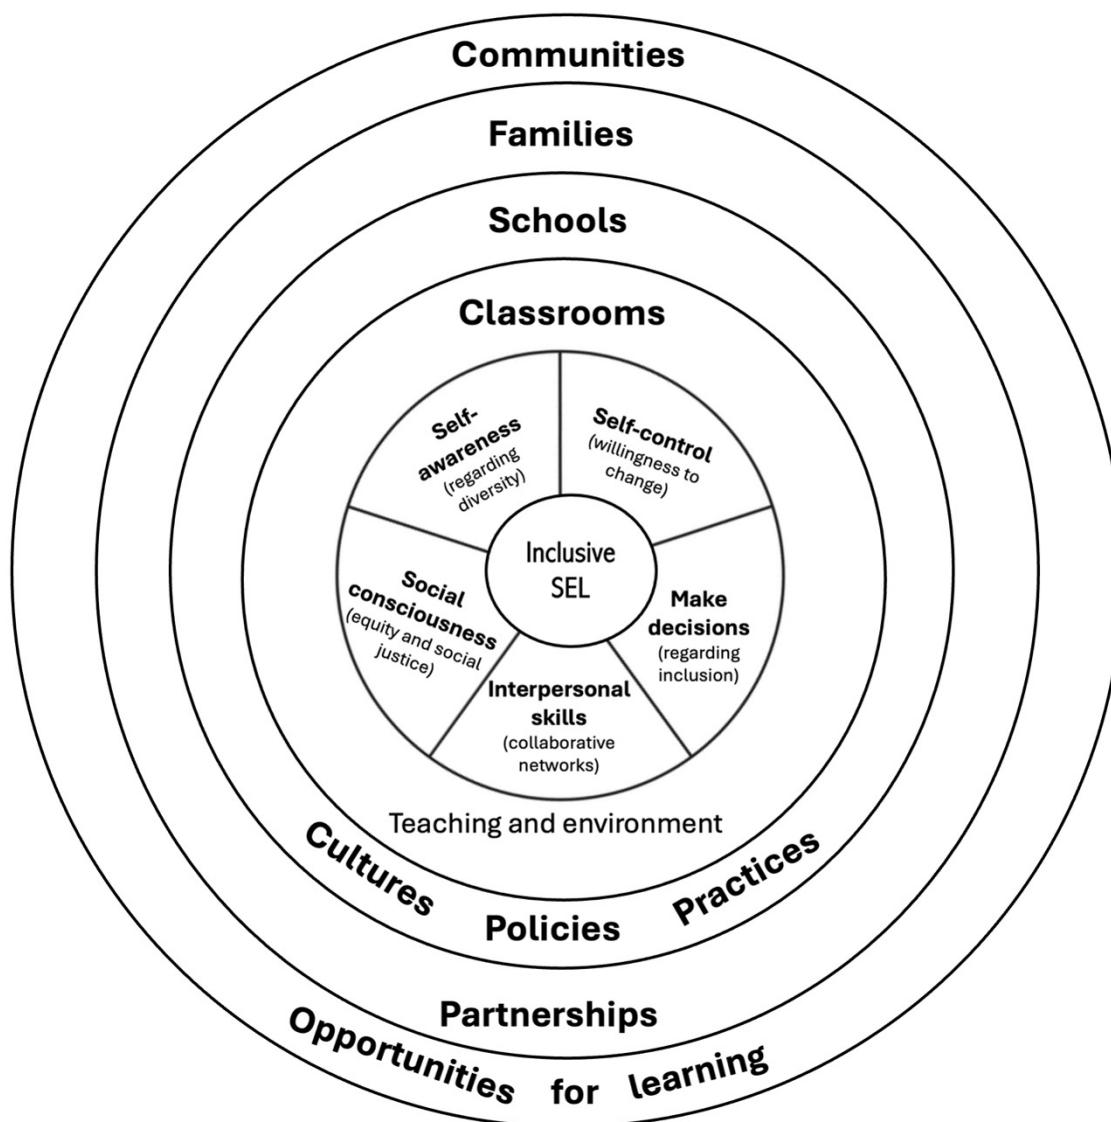 Communities
Families
Schools
Classrooms
Self-
awareness
(regarding
diversity)
Self-control
(willingness to
change)
Inclusive
SEL
Social
consciousness
(equity and social
justice)
Make
decisions
(regarding
inclusion)
Interpersonal
skills
(collaborative
networks)
Teaching and environment
Cultures Policies Practices
Partnerships
Opportunities for learning